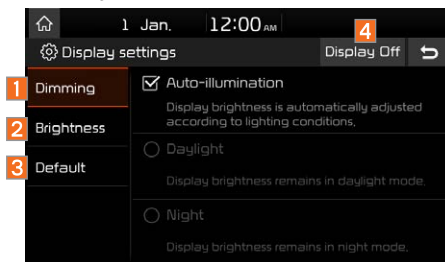 1 Jan. 12:00 AM
4
Display settings Display Off
1 Dimming
Auto-illumination
Display brightness is automatically adjusted
according to lighting conditions,
2 Brightness
Daylight
3 Default
Display brightness remains in daylight mode.
Night
Display brightness remains in night mode,